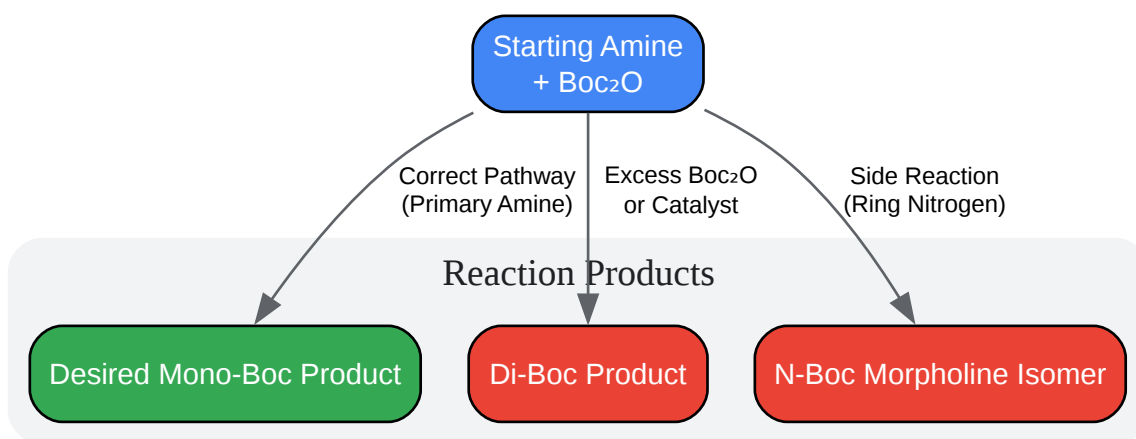 Starting Amine
+ Boc₂O
Correct Pathway
(Primary Amine)
Excess Boc₂O
or Catalyst
Side Reaction
(Ring Nitrogen)
Reaction Products
Desired Mono-Boc Product
Di-Boc Product
N-Boc Morpholine Isomer